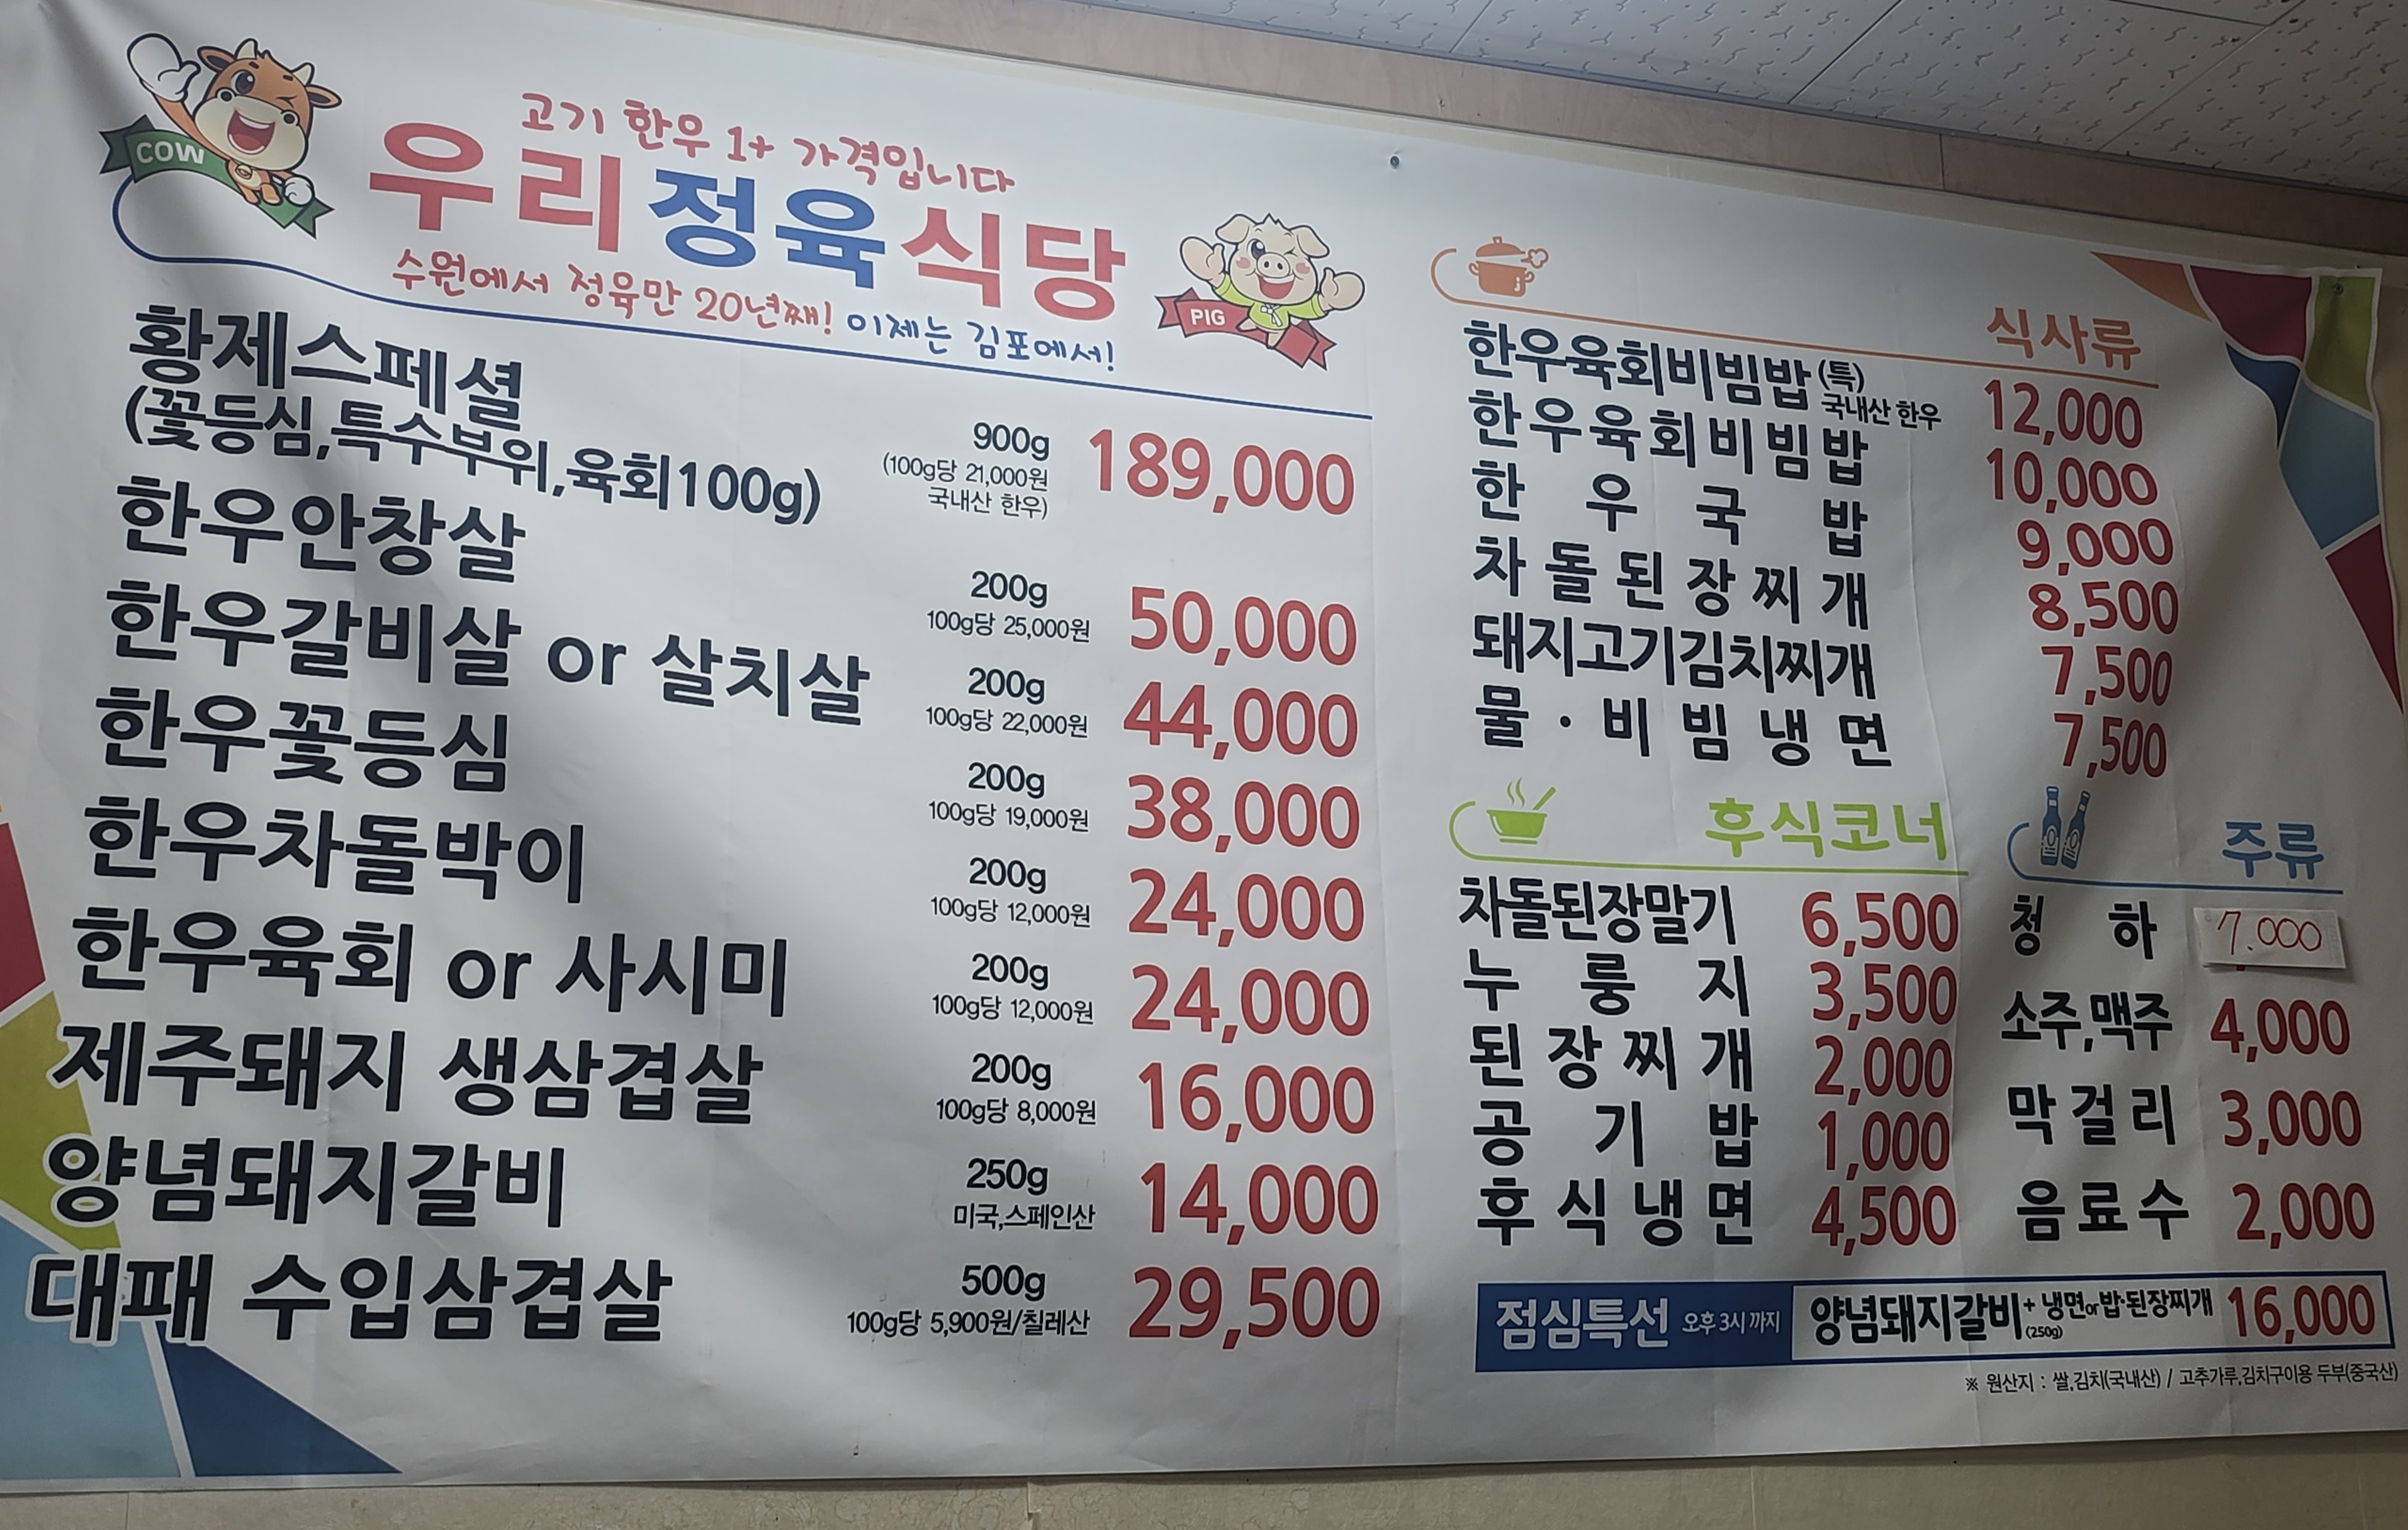 COW
고기 한우 1+ 가격입니다
우리정육식당
수원에서 정육만 20년째! 이제는 김포에서!
PIG
황제스페셜
(꽃등심,특수부위,육회100g)
900g
(100g당 21,000원
국내산 한우)
189,000
한우안창살
200g
100g당 25,000원
50,000
한우갈비살 or 살치살
200g
100g당 22,000원
44,000
한우꽃등심
200g
100g당 19,000원
38,000
한우차돌박이
200g
100g당 12,000원
24,000
한우육회 or 사시미
200g
100g당 12,000원
24,000
제주돼지 생삼겹살
200g
100g당 8,000원
16,000
양념돼지갈비
250g
미국,스페인산
14,000
대패 수입삼겹살
500g
100g당 5,900원/칠레산
29,500
식사류
한우육회비빔밥(특) 12,000
국내산 한우
한우육회비빔밥 10,000
한우국밥 9,000
차돌된장찌개 8,500
돼지고기김치찌개 7,500
물·비빔냉면 7,500
후식코너
차돌된장말기 6,500
누룽지 3,500
된장찌개 2,000
공기밥 1,000
후식냉면 4,500
주류
청하 7.000
소주,맥주 4,000
막걸리 3,000
음료수 2,000
점심특선 오후 3시 까지 양념돼지갈비(250g) + 냉면or밥·된장찌개 16,000
※ 원산지 : 쌀,김치(국내산) / 고추가루,김치구이용 두부(중국산)